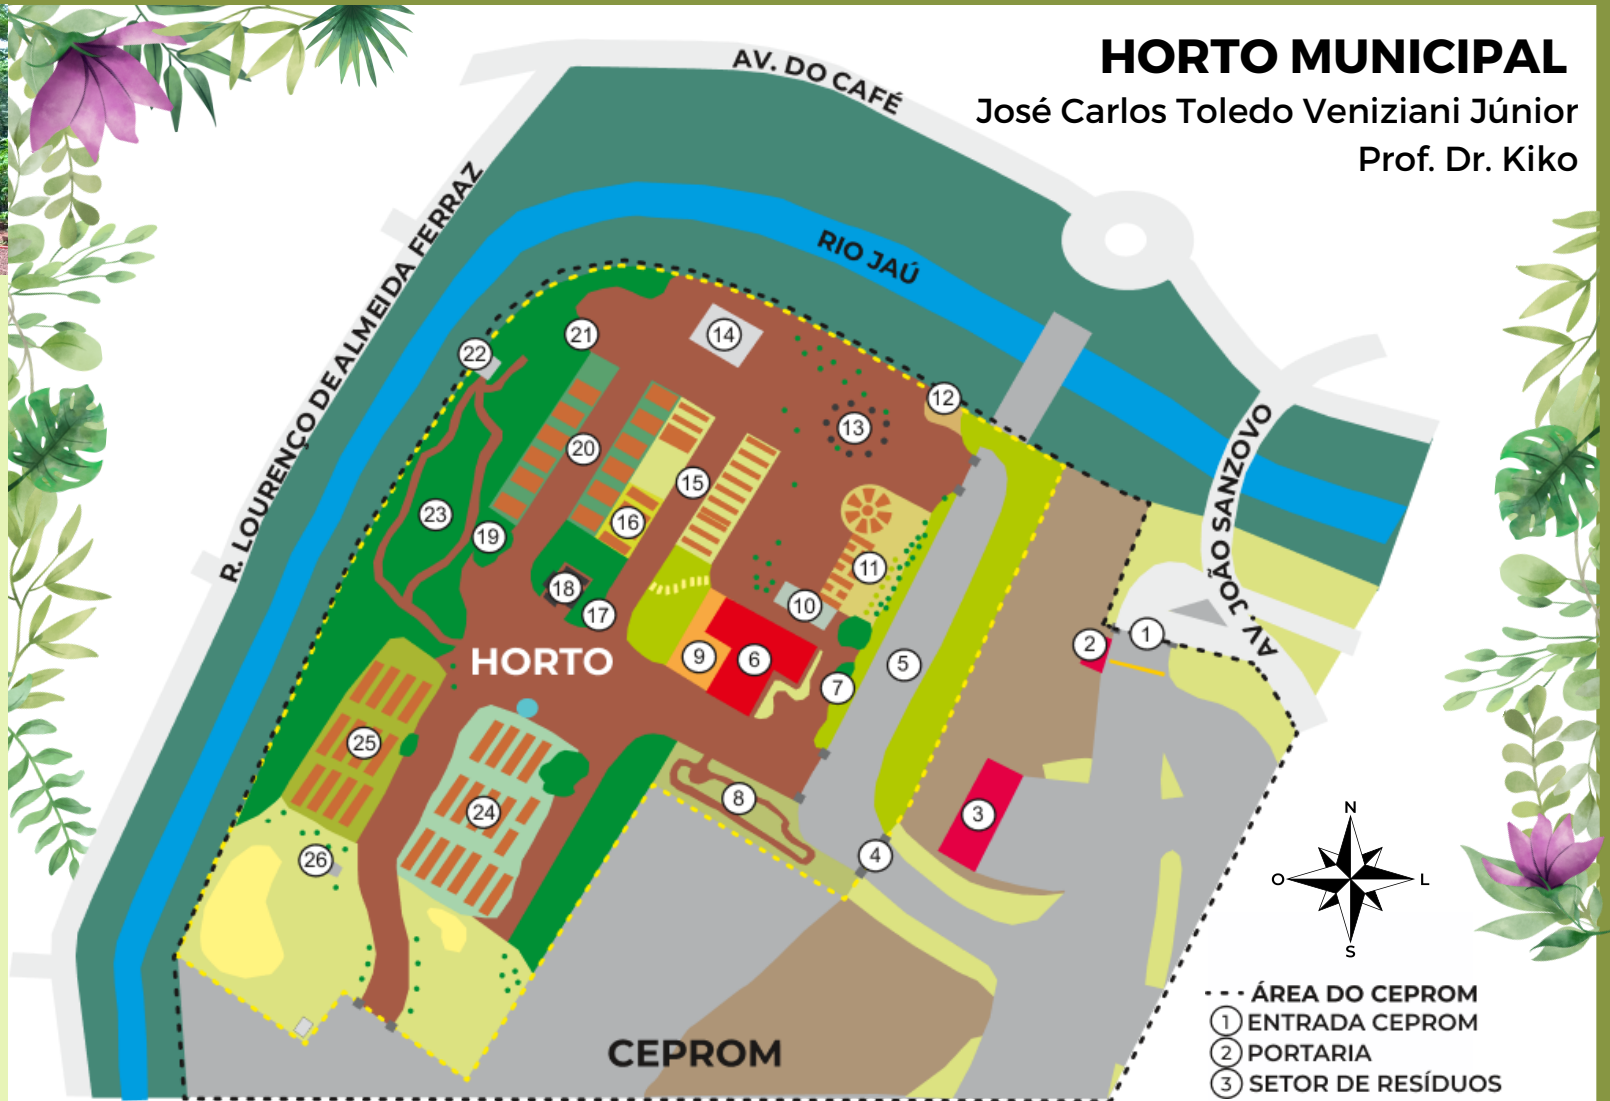 HORTO MUNICIPAL
José Carlos Toledo Veniziani Júnior
Prof. Dr. Kiko
AV. DO CAFÉ
RIO JAÚ
R. LOURENÇO DE ALMEIDA FERRAZ
AV. JOÃO SANZOVO
14
21
22
12
13
20
15
23
16
19
11
18
10
17
1
2
HORTO
9
6
5
7
25
8
24
3
4
26
N
O
L
S
CEPROM
ÁREA DO CEPROM
1 ENTRADA CEPROM
2 PORTARIA
3 SETOR DE RESÍDUOS